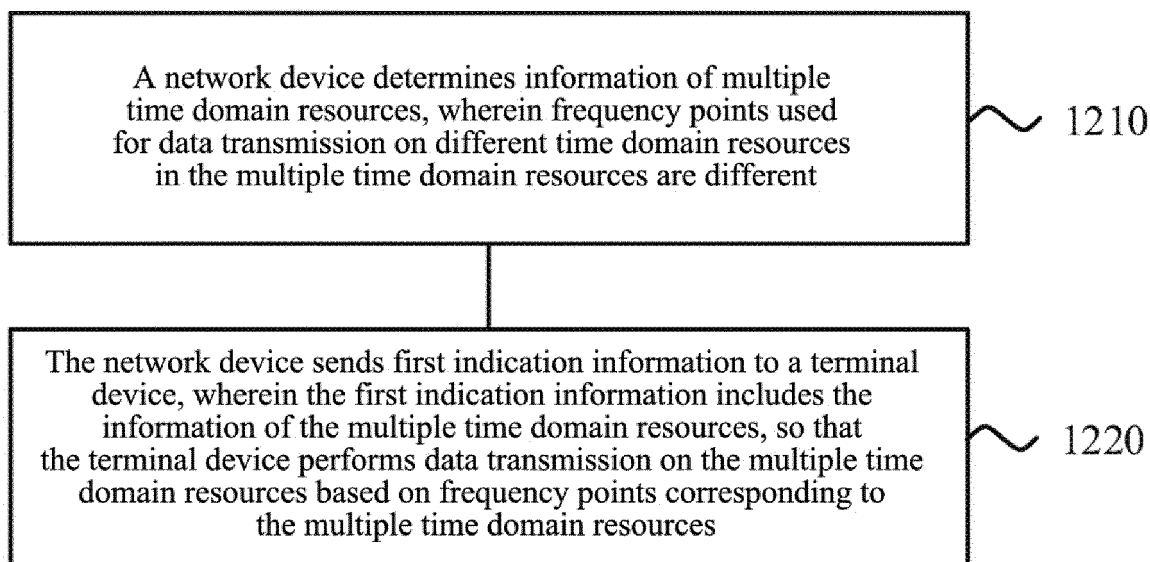 A network device determines information of multiple
time domain resources, wherein frequency points used
for data transmission on different time domain resources
in the multiple time domain resources are different
1210
The network device sends first indication information to a terminal
device, wherein the first indication information includes the
information of the multiple time domain resources, so that
the terminal device performs data transmission on the multiple time
domain resources based on frequency points corresponding to
the multiple time domain resources
1220